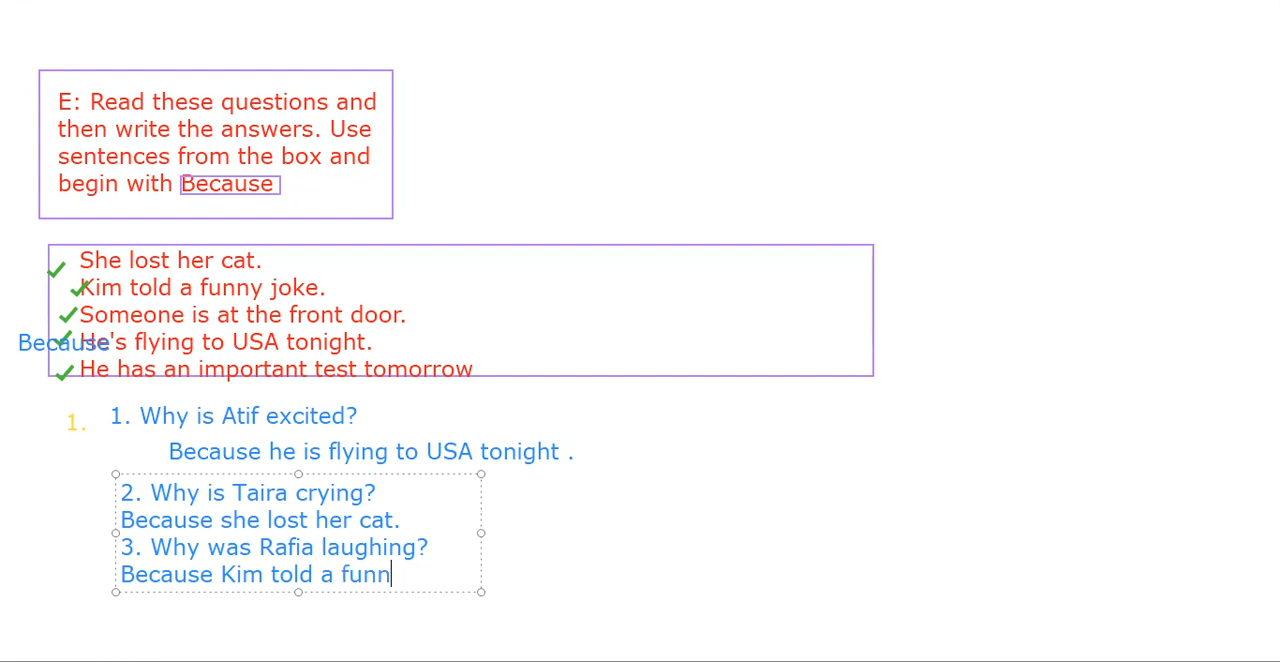 E: Read these questions and
then write the answers. Use
sentences from the box and
begin with Because
She lost her cat.
Kim told a funny joke.
Someone is at the front door.
Because
He's flying to USA tonight.
He has an important test tomorrow
1.
1. Why is Atif excited?
Because he is flying to USA tonight .
2. Why is Taira crying?
Because she lost her cat.
3. Why was Rafia laughing?
Because Kim told a funn